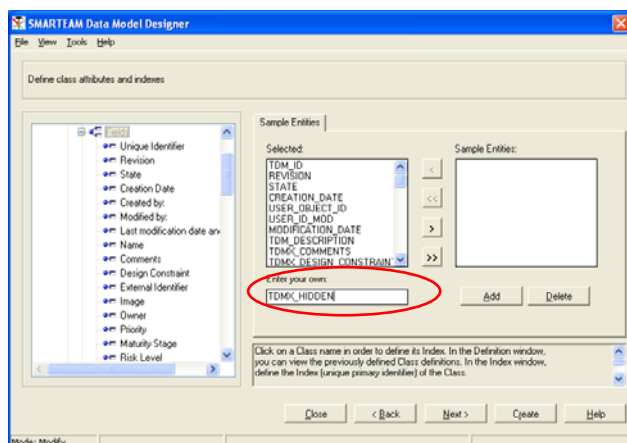 SMARTEAM Data Model Designer
File View Tools Help
Define class attributes and indexes
Fields
Unique Identifier
Revision
State
Creation Date
Created by:
Modified by:
Last modification date an
Name
Comments
Design Constraint
External Identifier
Image
Owner
Priority
Maturity Stage
Risk Level
Sample Entities
Selected:
TDM_ID
REVISION
STATE
CREATION_DATE
USER_OBJECT_ID
USER_ID_MOD
MODIFICATION_DATE
TDM_DESCRIPTION
TDMX_COMMENTS
TDMX_DESIGN_CONSTRAINT
<
<<
>
>>
Sample Entities:
Enter your own:
TDMX_HIDDEN
Add Delete
Click on a Class name in order to define its Index. In the Definition window,
you can view the previously defined Class definitions. In the Index window,
define the Index (unique primary identifier) of the Class.
Close < Back Next > Create Help
Mode: Modify